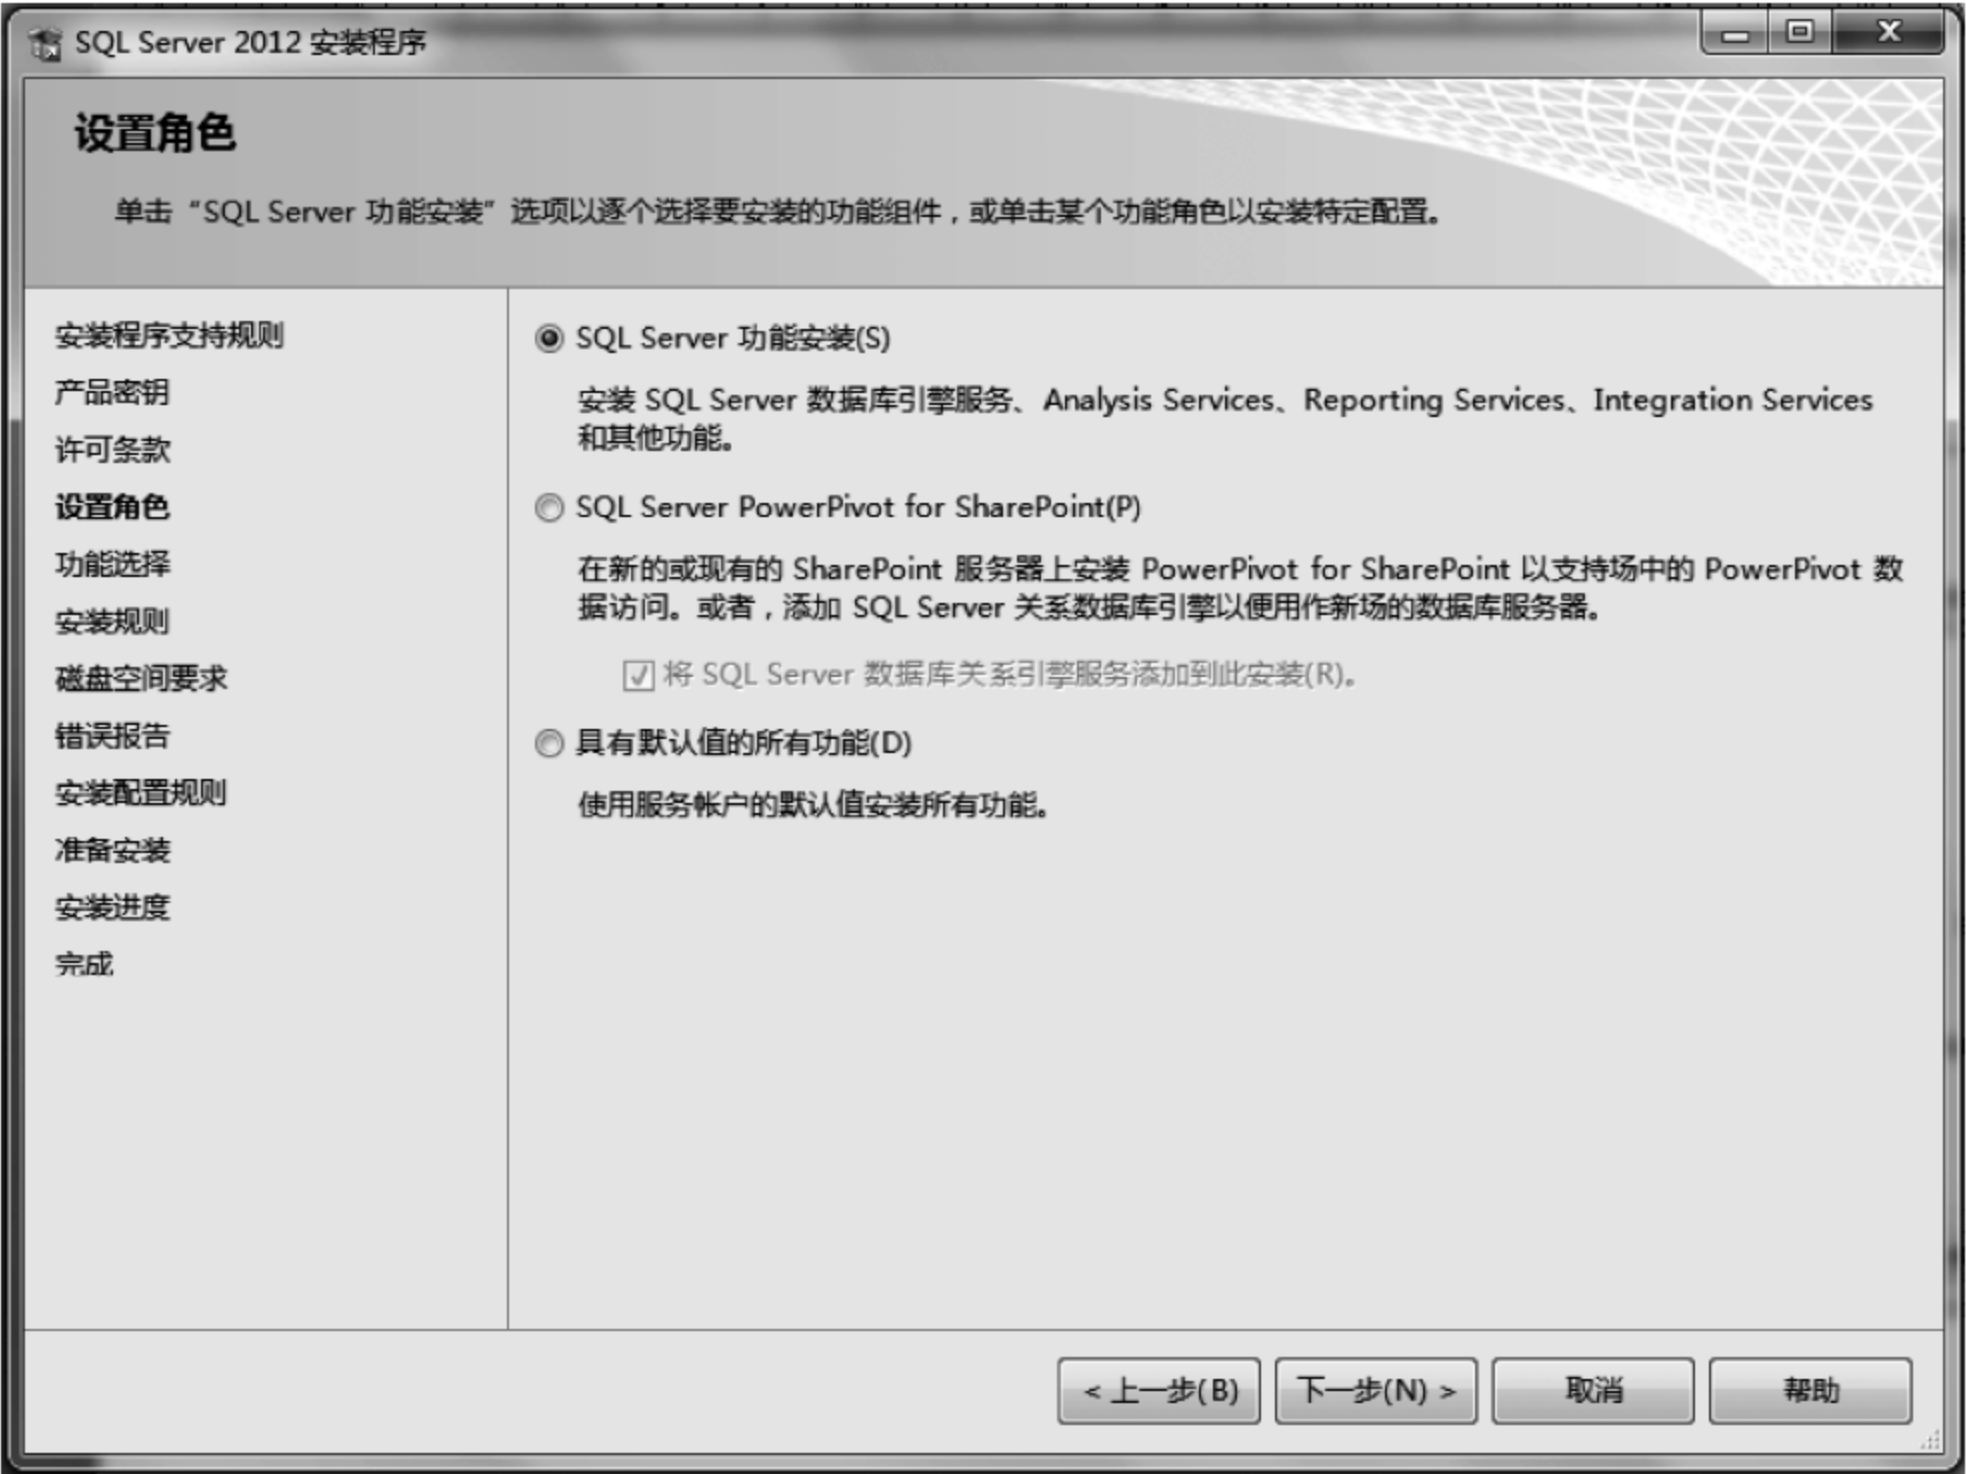 SQL Server 2012 安装程序
设置角色
单击“SQL Server 功能安装”选项以逐个选择要安装的功能组件，或单击某个功能角色以安装特定配置。
安装程序支持规则
产品密钥
许可条款
设置角色
功能选择
安装规则
磁盘空间要求
错误报告
安装配置规则
准备安装
安装进度
完成
SQL Server 功能安装(S)
安装 SQL Server 数据库引擎服务、Analysis Services、Reporting Services、Integration Services
和其他功能。
SQL Server PowerPivot for SharePoint(P)
在新的或现有的 SharePoint 服务器上安装 PowerPivot for SharePoint 以支持场中的 PowerPivot 数
据访问。或者，添加 SQL Server 关系数据库引擎以便用作新场的数据库服务器。
将 SQL Server 数据库关系引擎服务添加到此安装(R)。
具有默认值的所有功能(D)
使用服务帐户的默认值安装所有功能。
< 上一步(B)
下一步(N) >
取消
帮助